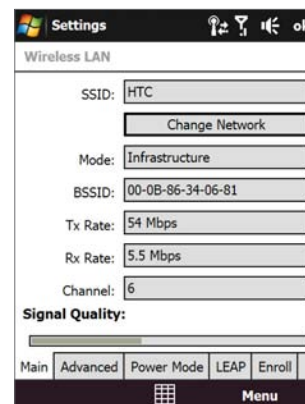 Settings ok
Wireless LAN
SSID: HTC
Change Network
Mode: Infrastructure
BSSID: 00-0B-86-34-06-81
Tx Rate: 54 Mbps
Rx Rate: 5.5 Mbps
Channel: 6
Signal Quality:
Main Advanced Power Mode LEAP Enroll
Menu